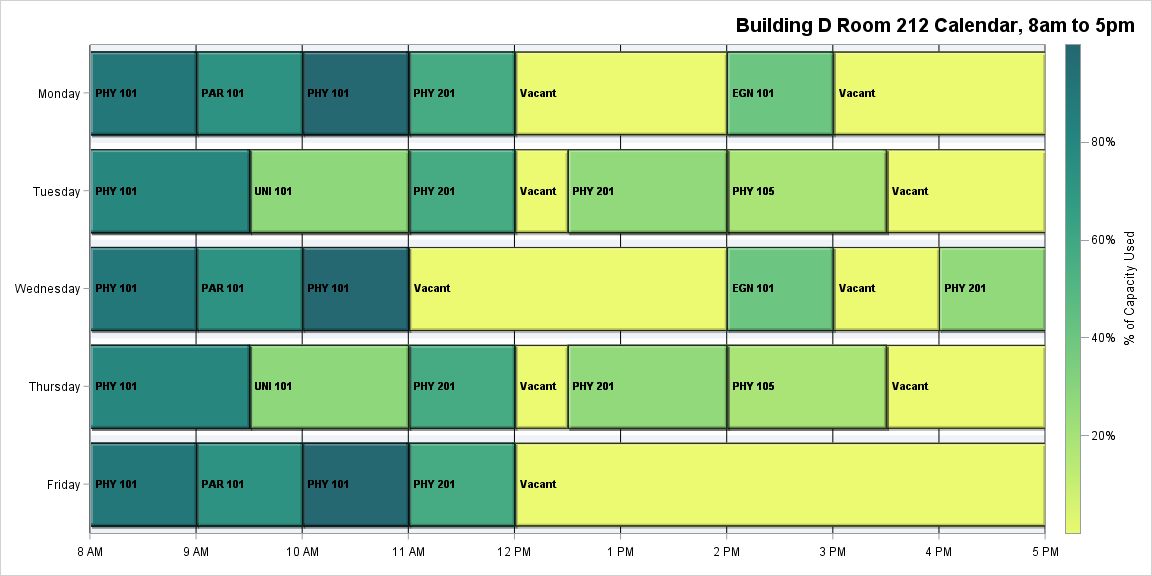 Building D Room 212 Calendar, 8am to 5pm
Monday
PHY 101
PAR 101
PHY 101
PHY 201
Vacant
EGN 101
Vacant
Tuesday
PHY 101
UNI 101
PHY 201
Vacant
PHY 201
PHY 105
Vacant
Wednesday
PHY 101
PAR 101
PHY 101
Vacant
EGN 101
Vacant
PHY 201
Thursday
PHY 101
UNI 101
PHY 201
Vacant
PHY 201
PHY 105
Vacant
Friday
PHY 101
PAR 101
PHY 101
PHY 201
Vacant
8 AM
9 AM
10 AM
11 AM
12 PM
1 PM
2 PM
3 PM
4 PM
5 PM
80%
60%
40%
20%
% of Capacity Used